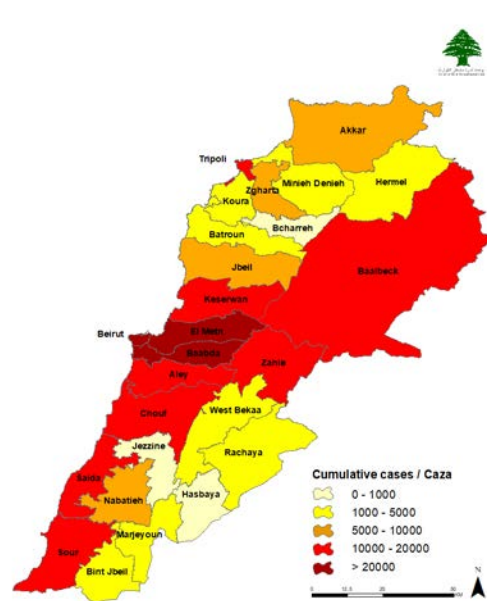 Akkar
Tripoli
Zgharta
Minieh Denieh
Hermel
Koura
Bcharreh
Batroun
Baalbeck
Jbeil
Keserwan
Beirut
El Metn
Baabda
Zahle
Aley
Chouf
West Bekaa
Jezzine
Rachaya
Saida
Nabatieh
Hasbaya
Marjeyoun
Sour
Bint Jbeil
Cumulative cases / Caza
0 - 1000
1000 - 5000
5000 - 10000
10000 - 20000
> 20000
N